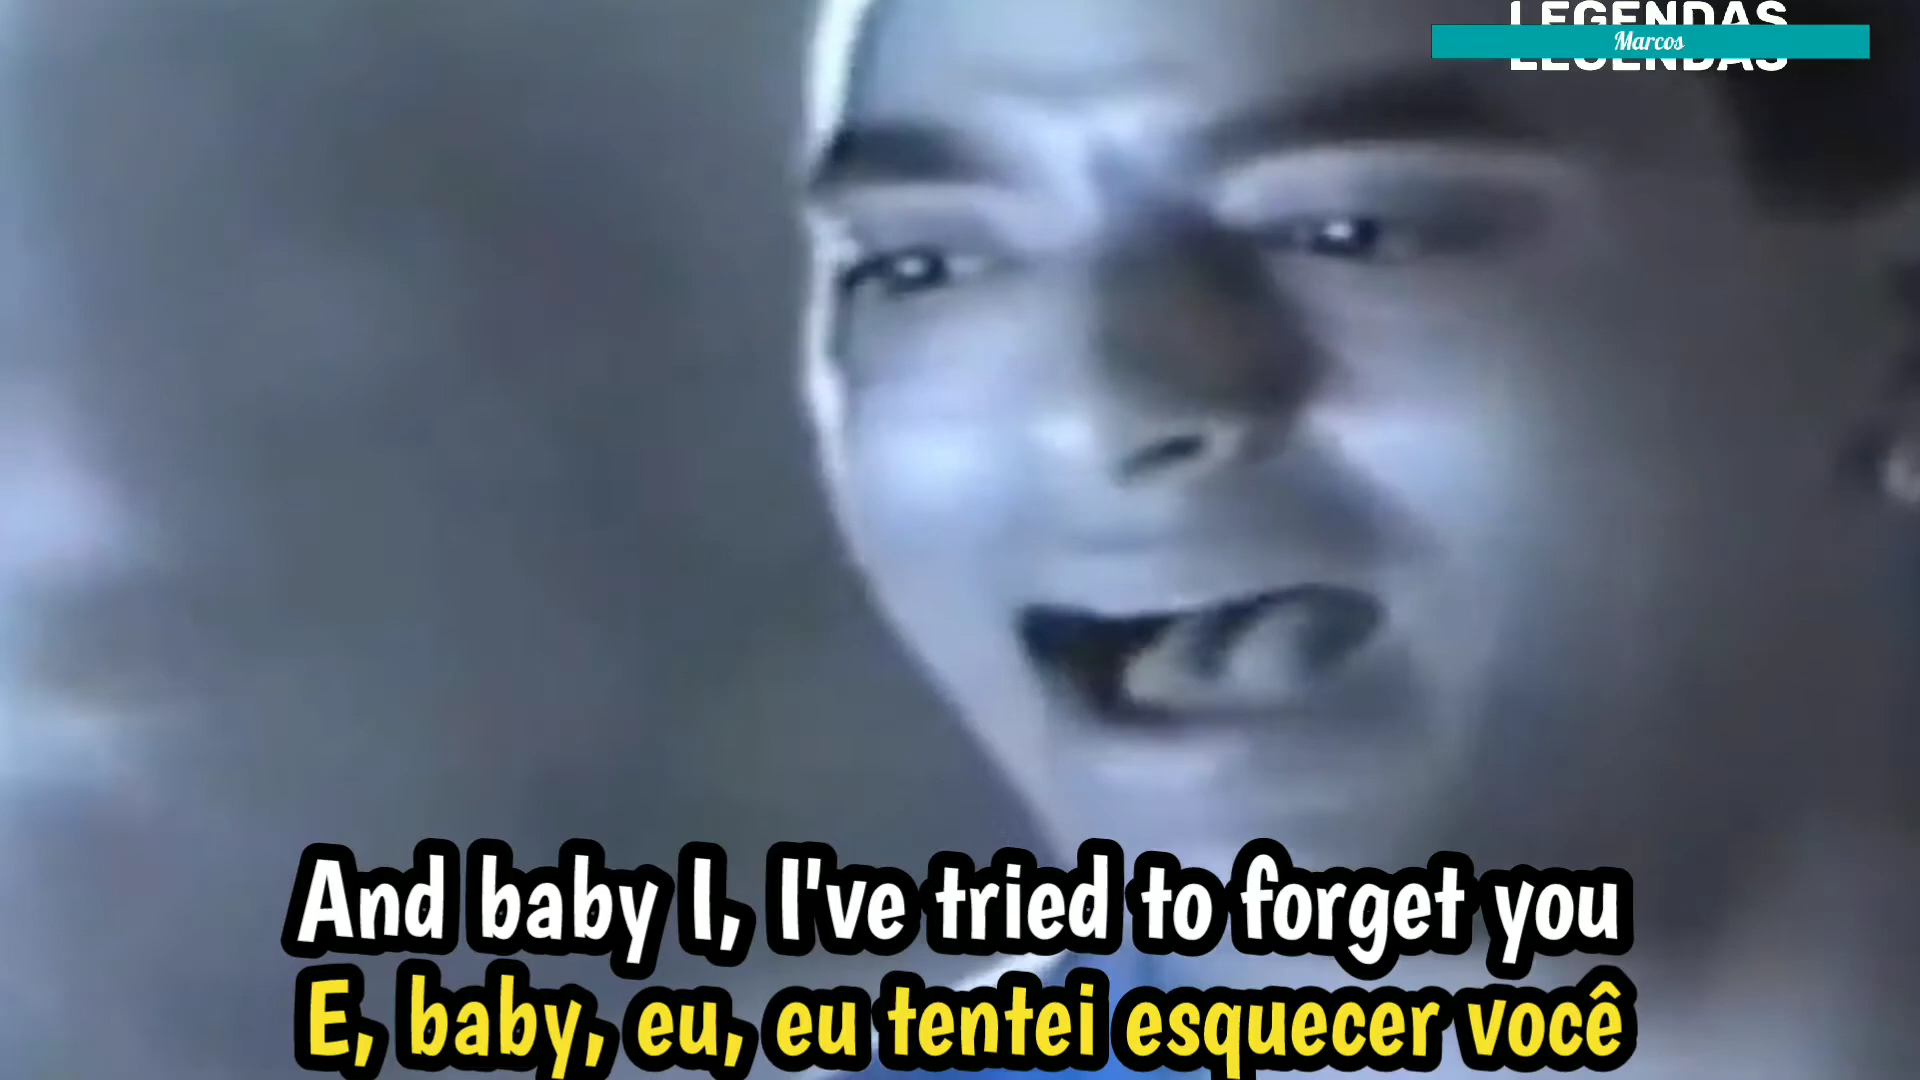 LEGENDAS
Marcos
LEGENDAS
And baby I, I've tried to forget you
E, baby, eu, eu tentei esquecer você